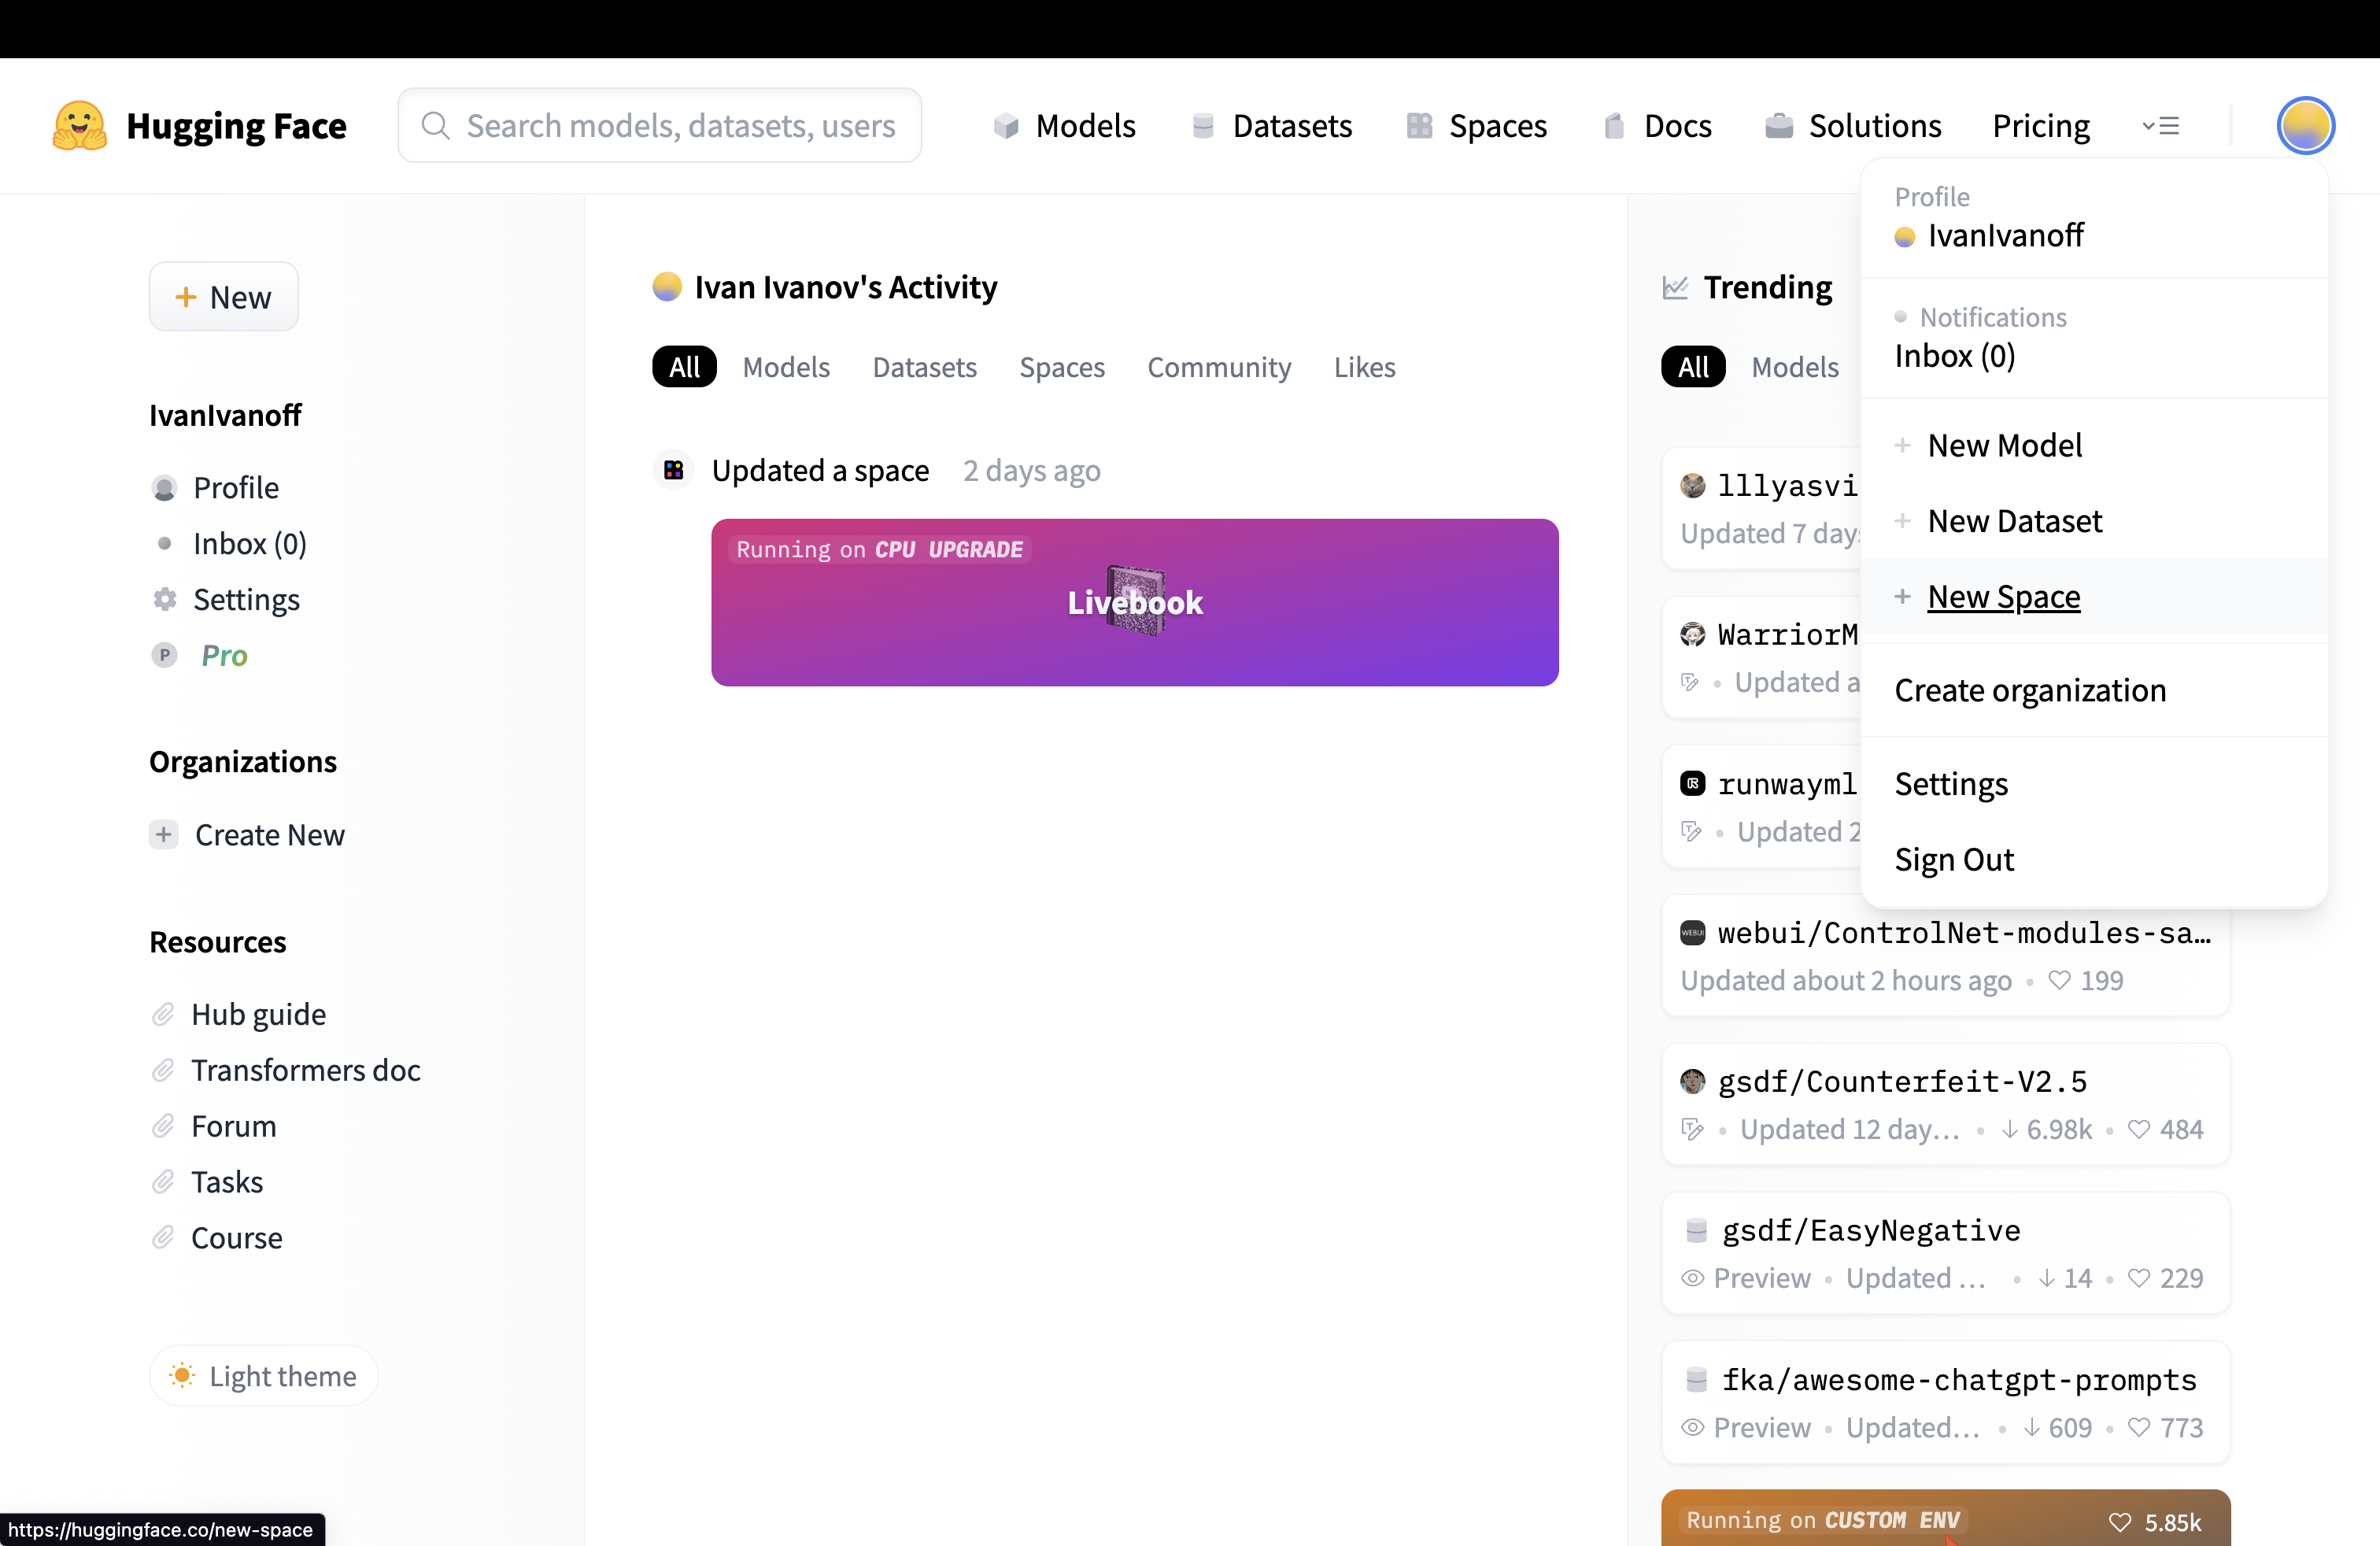 Hugging Face
Search models, datasets, users
Models
Datasets
Spaces
Docs
Solutions
Pricing
New
IvanIvanoff
Profile
Inbox (0)
Settings
P Pro
Organizations
Create New
Resources
Hub guide
Transformers doc
Forum
Tasks
Course
Light theme
https://huggingface.co/new-space
Ivan Ivanov's Activity
All Models Datasets Spaces Community Likes
Updated a space 2 days ago
Running on CPU UPGRADE
Livebook
Trending
All Models
lllyasvi
Updated 7 day
WarriorM
Updated a
runwayml
Updated 2
WEBUI webui/ControlNet-modules-sa...
Updated about 2 hours ago • 199
gsdf/Counterfeit-V2.5
• Updated 12 day... • 6.98k • 484
gsdf/EasyNegative
Preview • Updated ... • 14 • 229
fka/awesome-chatgpt-prompts
Preview • Updated... • 609 • 773
Running on CUSTOM ENV 5.85k
Profile
IvanIvanoff
Notifications
Inbox (0)
New Model
New Dataset
New Space
Create organization
Settings
Sign Out